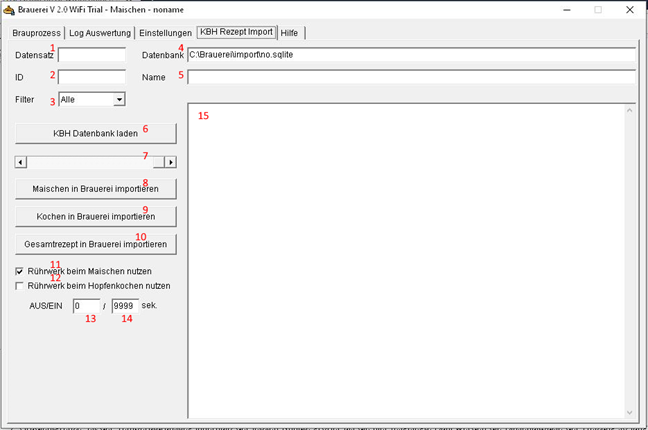 Brauerei V 2.0 WiFi Trial - Maischen - noname
Brauprozess Log Auswertung Einstellungen KBH Rezept Import Hilfe
1 4
Datensatz Datenbank C:\Brauerei\import\no.sqlite
ID 2 Name 5
Filter 3 Alle
15
KBH Datenbank laden 6
7
Maischen in Brauerei importieren 8
Kochen in Brauerei importieren 9
Gesamtrezept in Brauerei importieren 10
11
Rührwerk beim Maischen nutzen
12
Rührwerk beim Hopfenkochen nutzen
AUS/EIN 0 / 9999 sek.
13 14